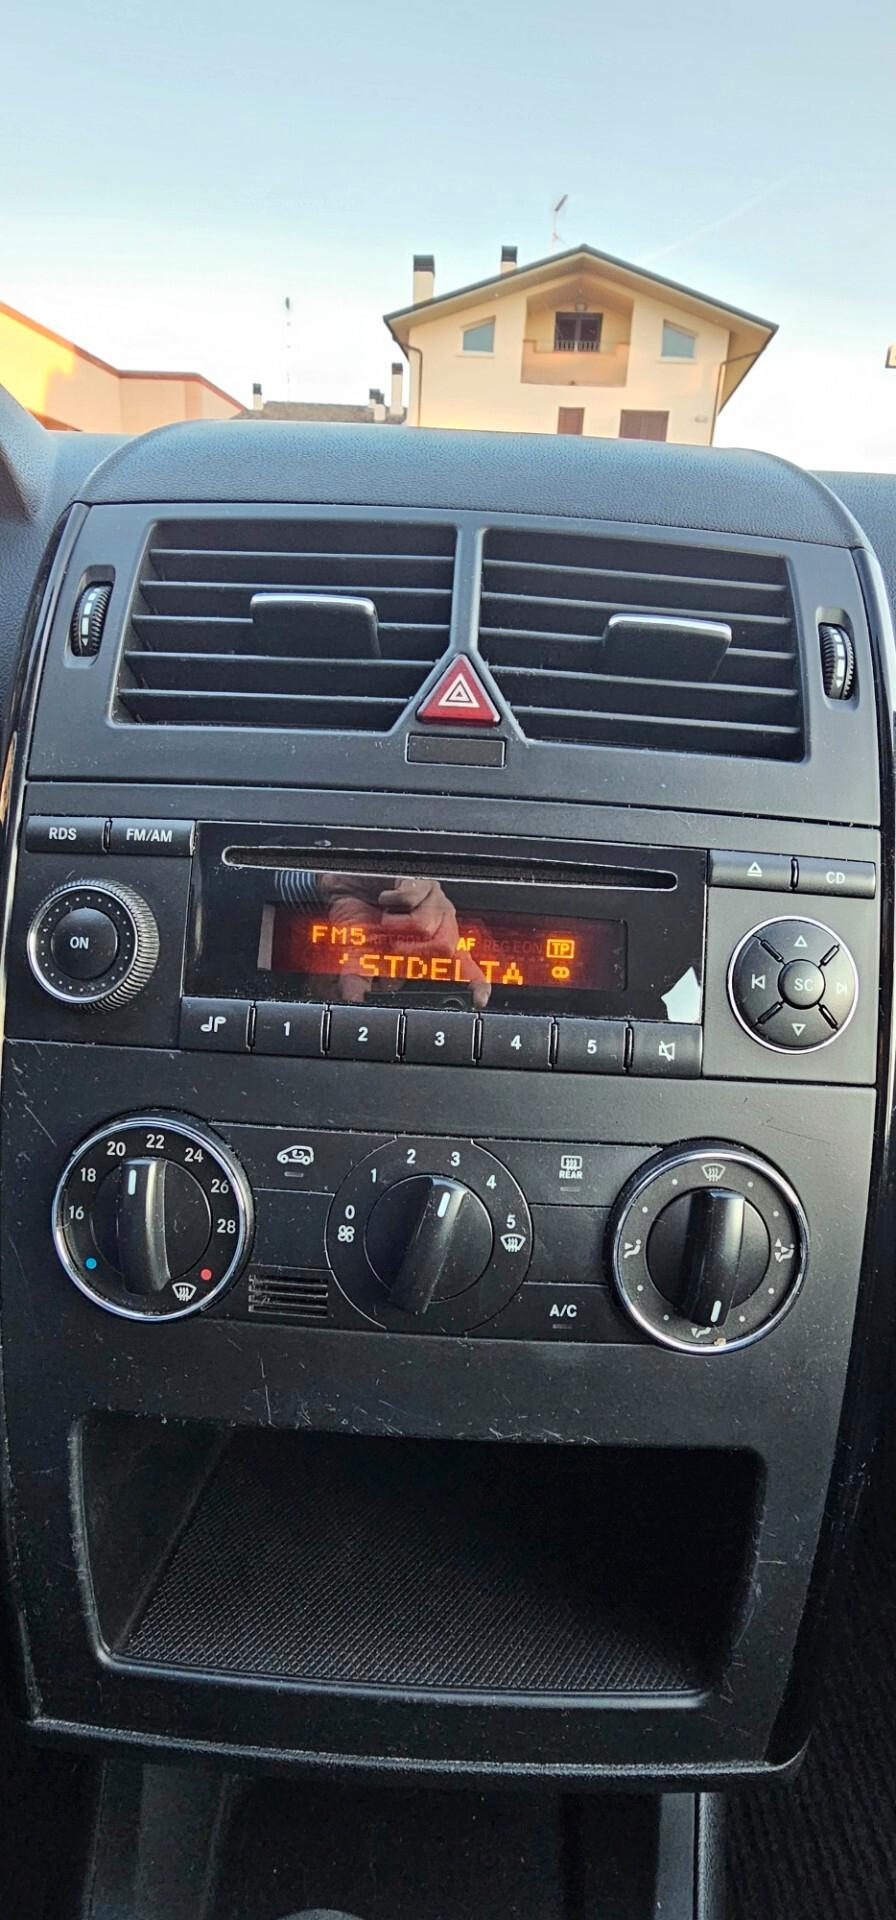 RDS FM/AM CD
FM5 AF REG EON TP
'STDELTA
ON
SC
1 2 3 4 5
16 18 20 22 24 26 28
0 1 2 3 4 5
REAR
A/C